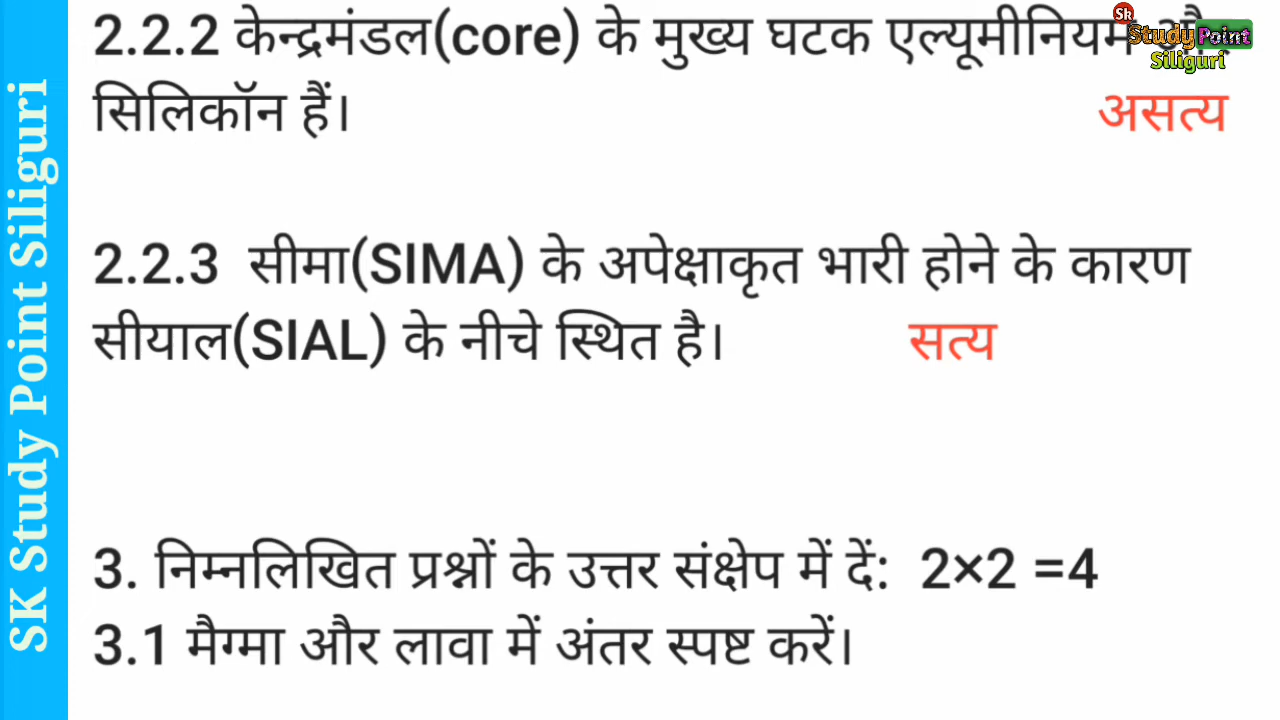 Sk
Study Point
Siliguri
SK Study Point Siliguri
2.2.2 केन्द्रमंडल(core) के मुख्य घटक एल्यूमीनियम
सिलिकॉन हैं। असत्य
2.2.3 सीमा(SIMA) के अपेक्षाकृत भारी होने के कारण
सीयाल(SIAL) के नीचे स्थित है। सत्य
3. निम्नलिखित प्रश्नों के उत्तर संक्षेप में दें: 2×2 =4
3.1 मैग्मा और लावा में अंतर स्पष्ट करें।